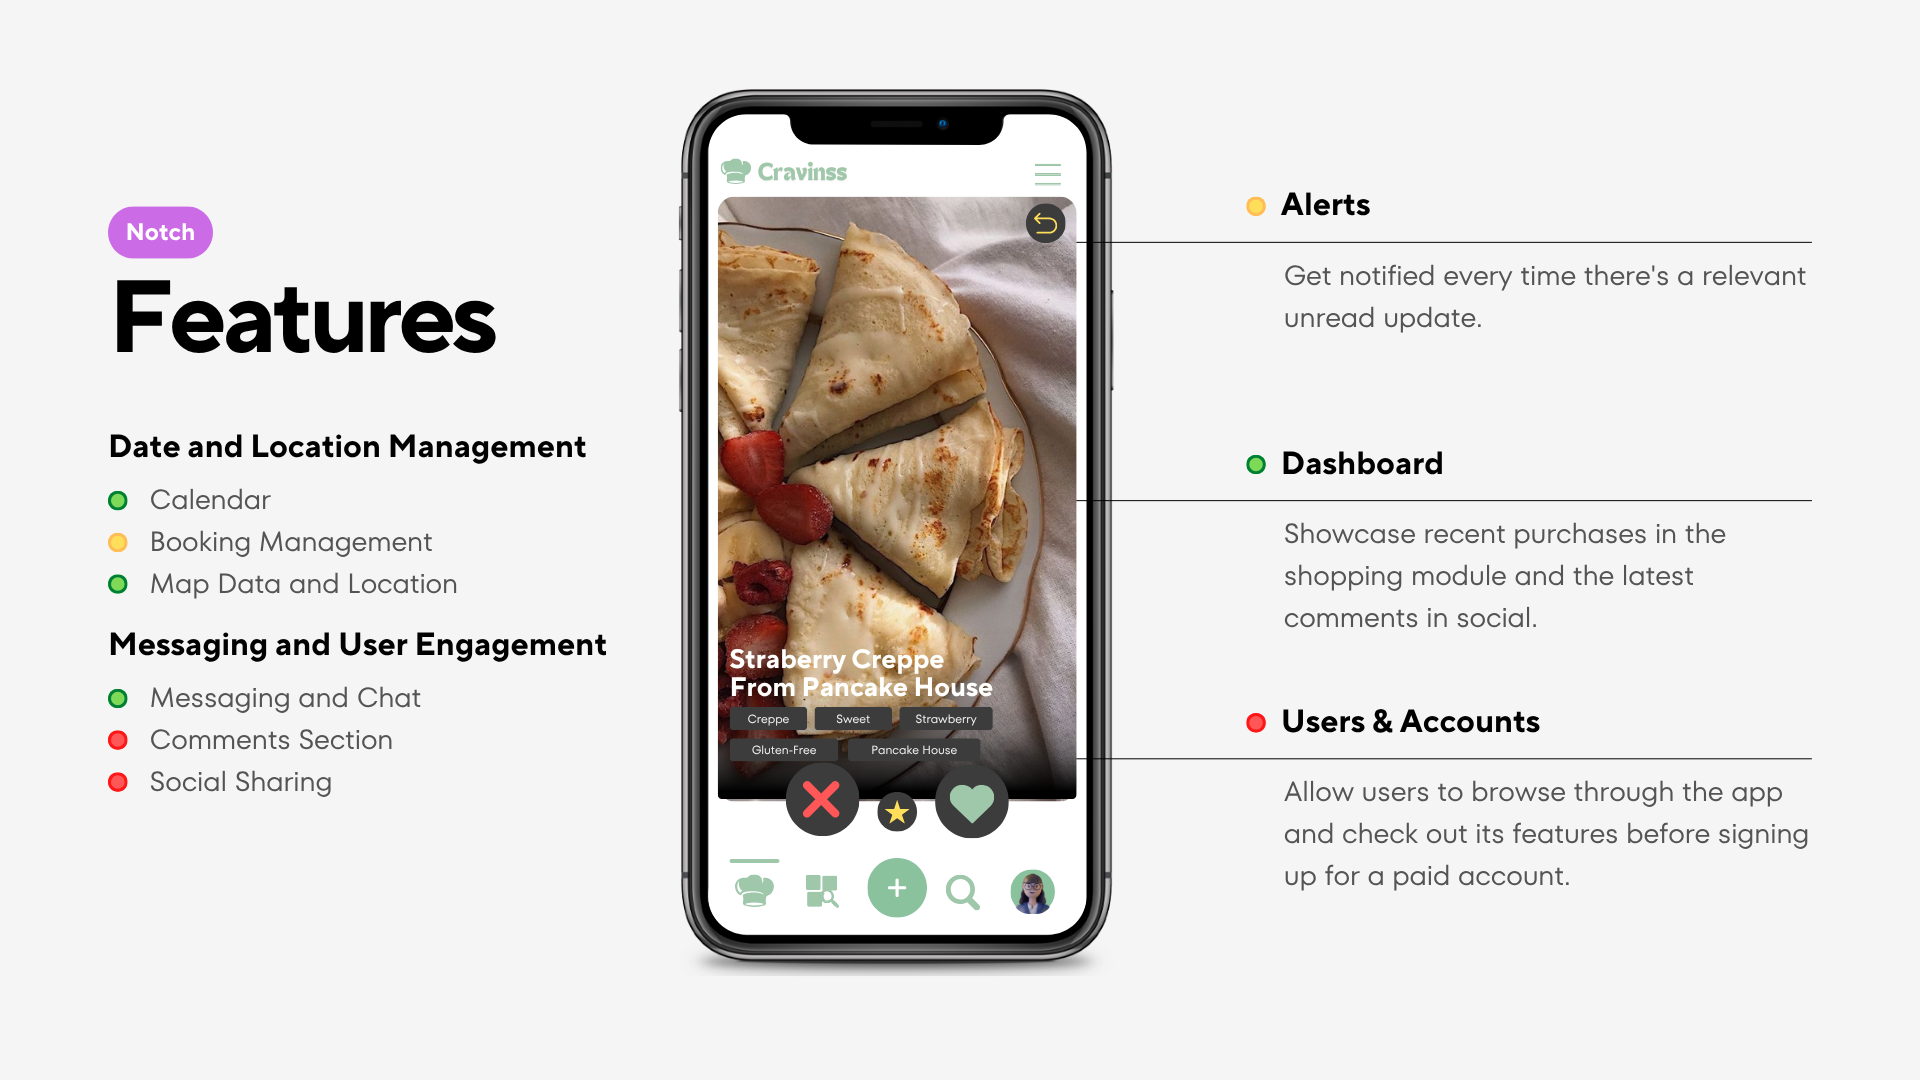 Notch
Features
Date and Location Management
Calendar
Booking Management
Map Data and Location
Messaging and User Engagement
Messaging and Chat
Comments Section
Social Sharing
Cravinss
Straberry Creppe
From Pancake House
Creppe
Sweet
Strawberry
Gluten-Free
Pancake House
Alerts
Get notified every time there's a relevant
unread update.
Dashboard
Showcase recent purchases in the
shopping module and the latest
comments in social.
Users & Accounts
Allow users to browse through the app
and check out its features before signing
up for a paid account.